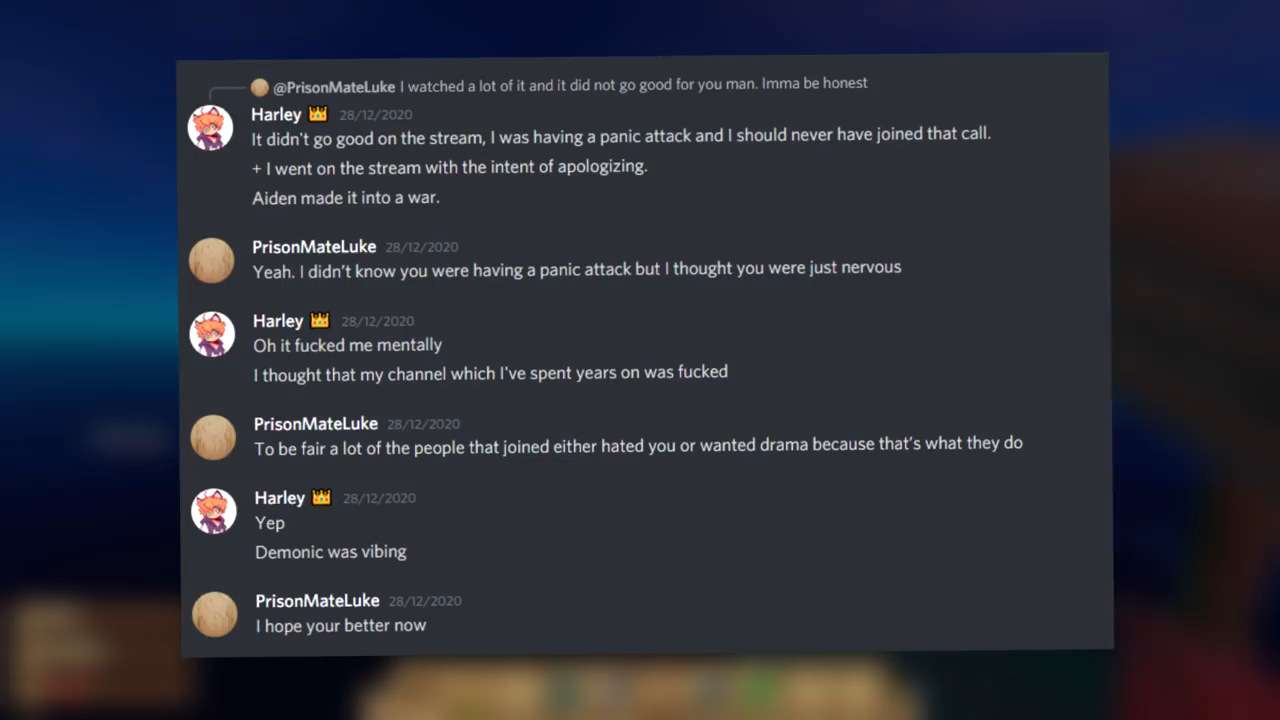 @PrisonMateLuke I watched a lot of it and it did not go good for you man. Imma be honest
Harley 👑 28/12/2020
It didn't go good on the stream, I was having a panic attack and I should never have joined that call.
+ I went on the stream with the intent of apologizing.
Aiden made it into a war.
PrisonMateLuke 28/12/2020
Yeah. I didn't know you were having a panic attack but I thought you were just nervous
Harley 👑 28/12/2020
Oh it fucked me mentally
I thought that my channel which I've spent years on was fucked
PrisonMateLuke 28/12/2020
To be fair a lot of the people that joined either hated you or wanted drama because that's what they do
Harley 👑 28/12/2020
Yep
Demonic was vibing
PrisonMateLuke 28/12/2020
I hope your better now